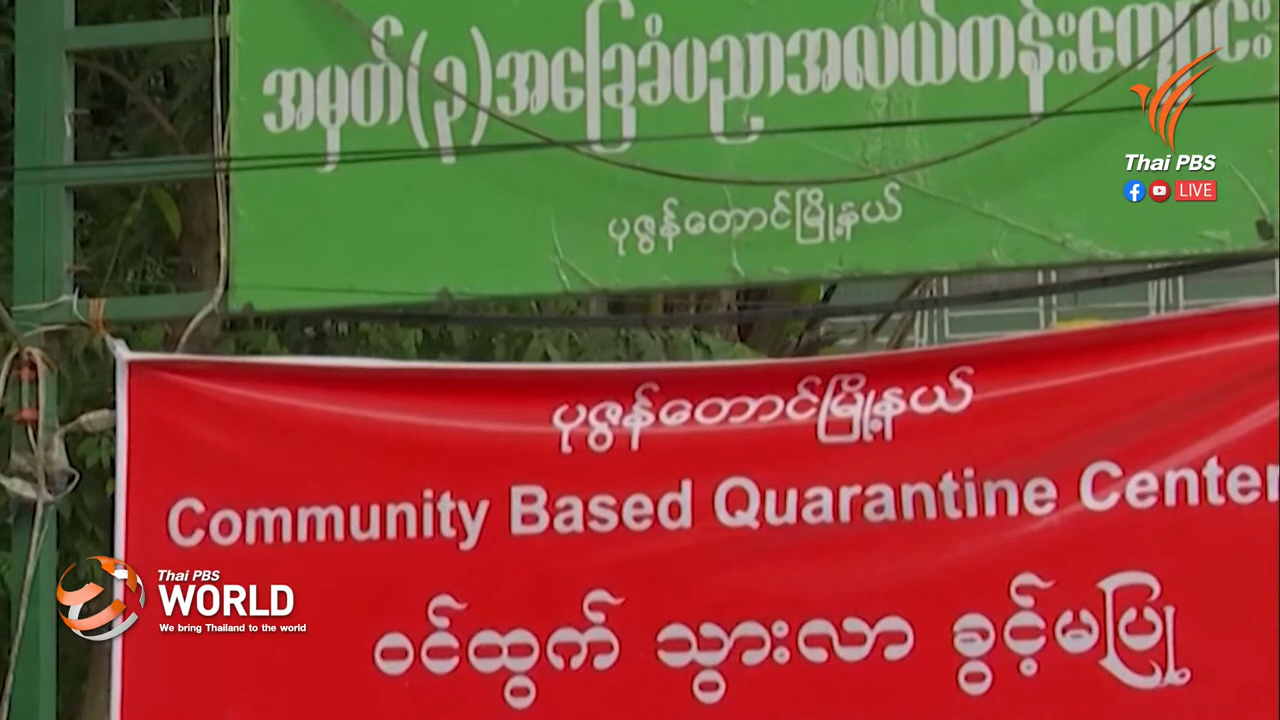 အမှတ်(၃)အခြေခံပညာအလယ်တန်းကျောင်း
ပုဇွန်တောင်မြို့နယ်
Thai PBS
LIVE
ပုဇွန်တောင်မြို့နယ်
Community Based Quarantine Center
ဝင်ထွက် သွားလာ ခွင့်မပြု
Thai PBS
WORLD
We bring Thailand to the world